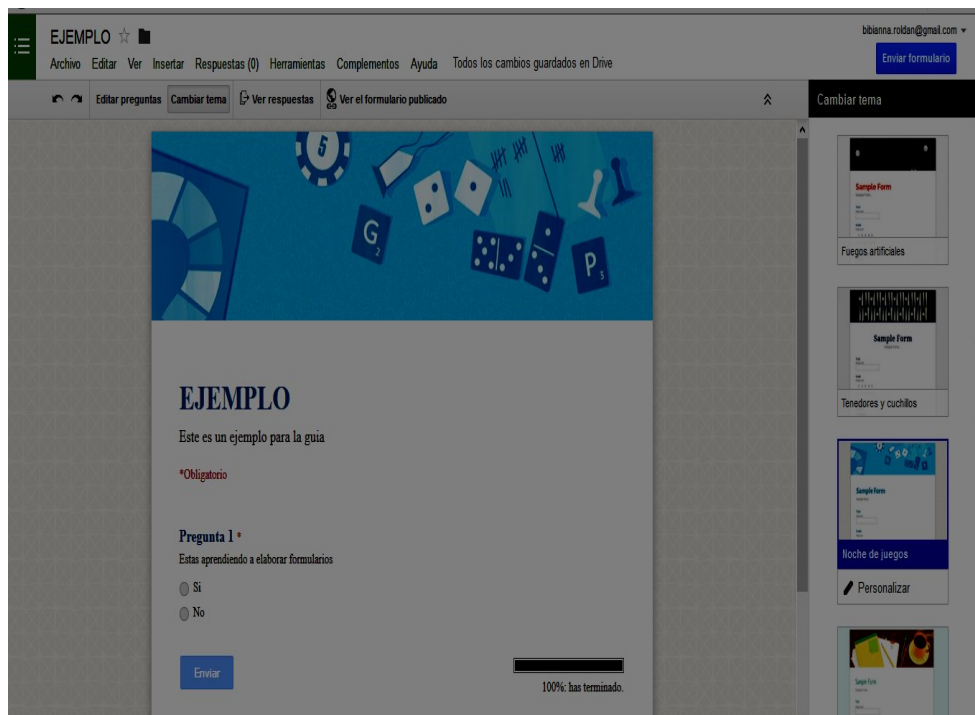 EJEMPLO
bibianna.roldan@gmail.com
Archivo Editar Ver Insertar Respuestas (0) Herramientas Complementos Ayuda Todos los cambios guardados en Drive
Enviar formulario
Editar preguntas Cambiar tema Ver respuestas Ver el formulario publicado
Cambiar tema
5
G2
P5
Sample Form
Fuegos artificiales
Sample Form
Tenedores y cuchillos
EJEMPLO
Este es un ejemplo para la guia
*Obligatorio
Sample Form
Pregunta 1 *
Estas aprendiendo a elaborar formularios
Noche de juegos
Si
Personalizar
No
Enviar
100%: has terminado.
Sample Form